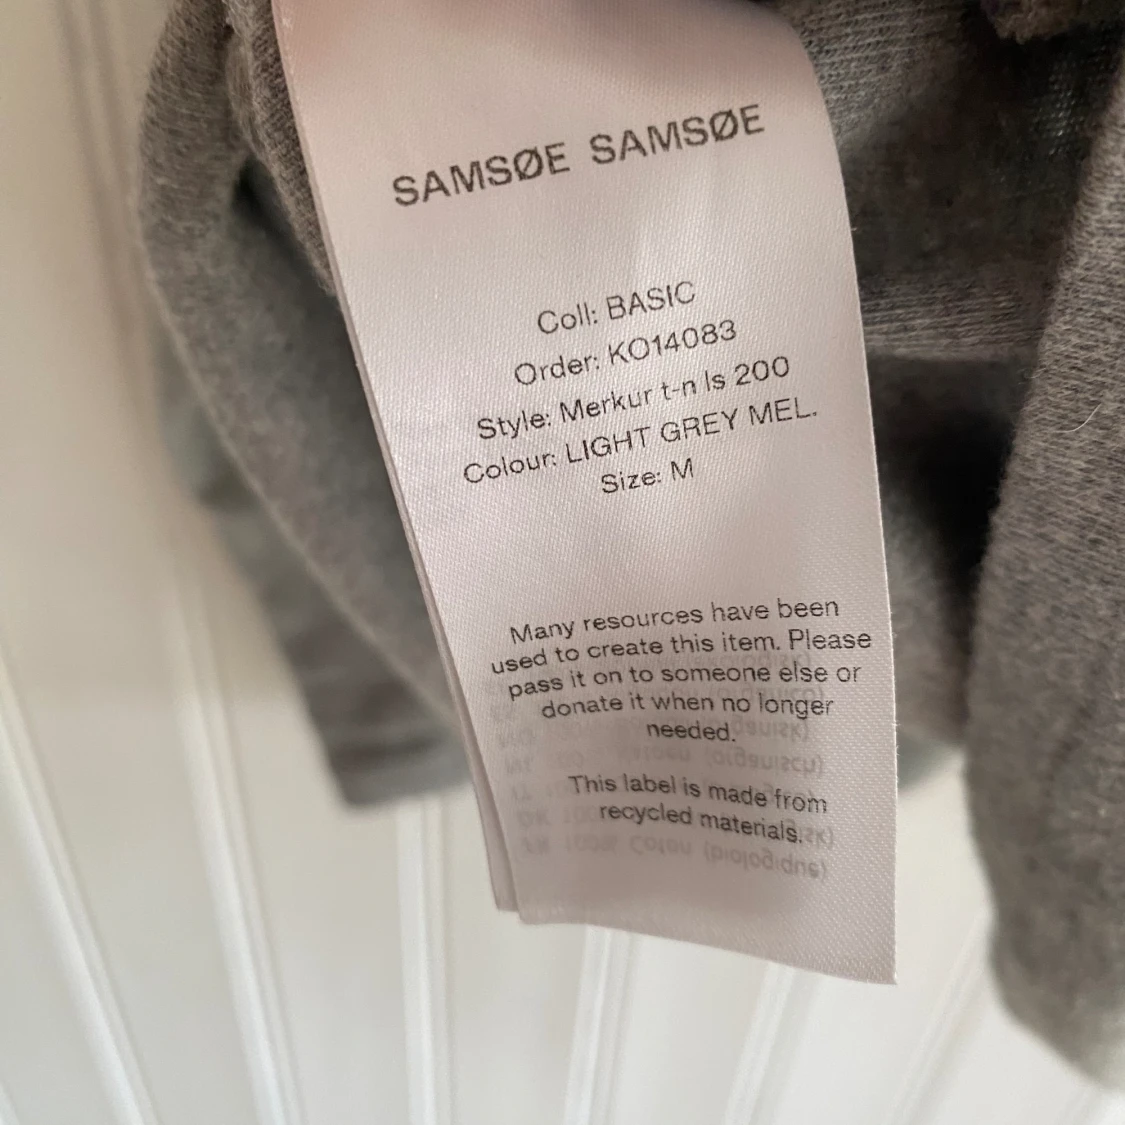 SAMSØE SAMSØE
Coll: BASIC
Order: KO14083
Style: Merkur t-n ls 200
Colour: LIGHT GREY MEL.
Size: M
Many resources have been
used to create this item. Please
pass it on to someone else or
donate it when no longer
needed.
This label is made from
recycled materials.